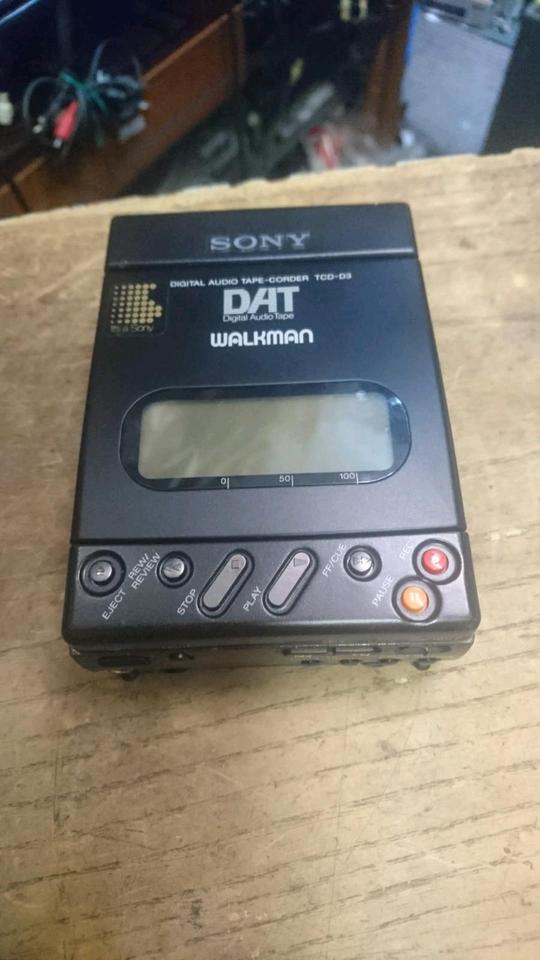 SONY
DIGITAL AUDIO TAPE-CORDER TCD-D3
DAT
Digital Audio Tape
WALKMAN
It's a Sony
0 50 100
EJECT
REW/
REVIEW
STOP
PLAY
FF/CUE
REC
PAUSE